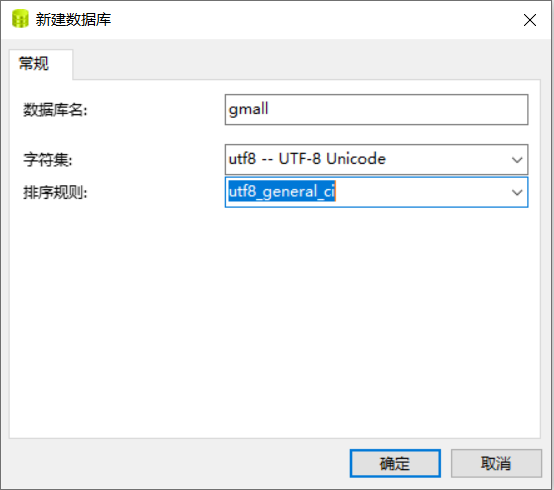 新建数据库
常规
数据库名: gmall
字符集: utf8 -- UTF-8 Unicode
排序规则: utf8_general_ci
确定 取消